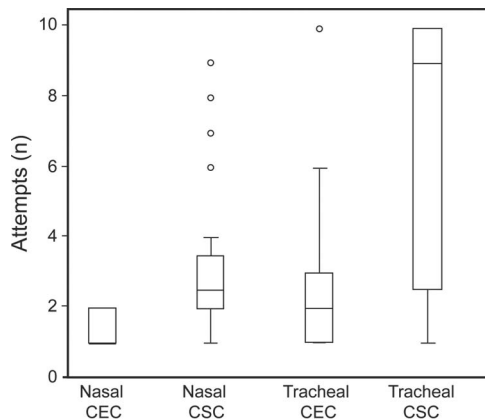 10
8
6
4
2
0
Attempts (n)
Nasal CEC
Nasal CSC
Tracheal CEC
Tracheal CSC